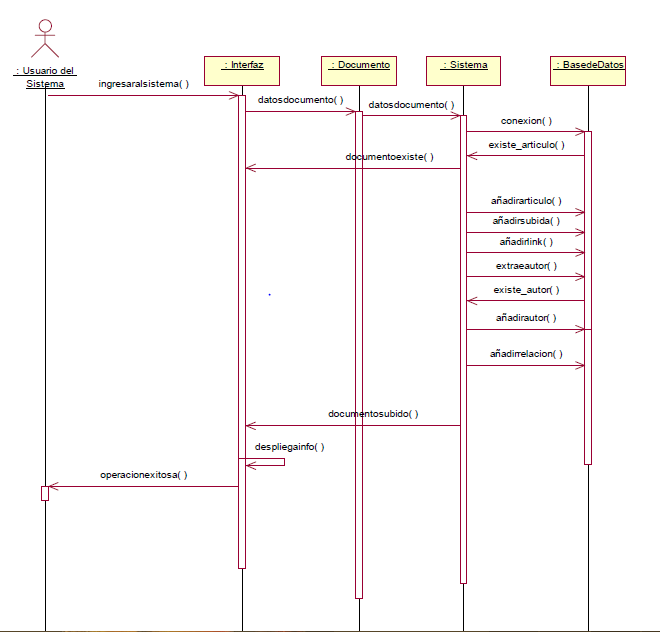 : Usuario del
Sistema
: Interfaz
: Documento
: Sistema
: BasedeDatos
ingresaralsistema( )
datosdocumento( )
datosdocumento( )
conexion( )
existe_articulo( )
documentoexiste( )
añadirarticulo( )
añadirsubida( )
añadirlink( )
extraeautor( )
existe_autor( )
añadirautor( )
añadirrelacion( )
documentosubido( )
despliegainfo( )
operacionexitosa( )